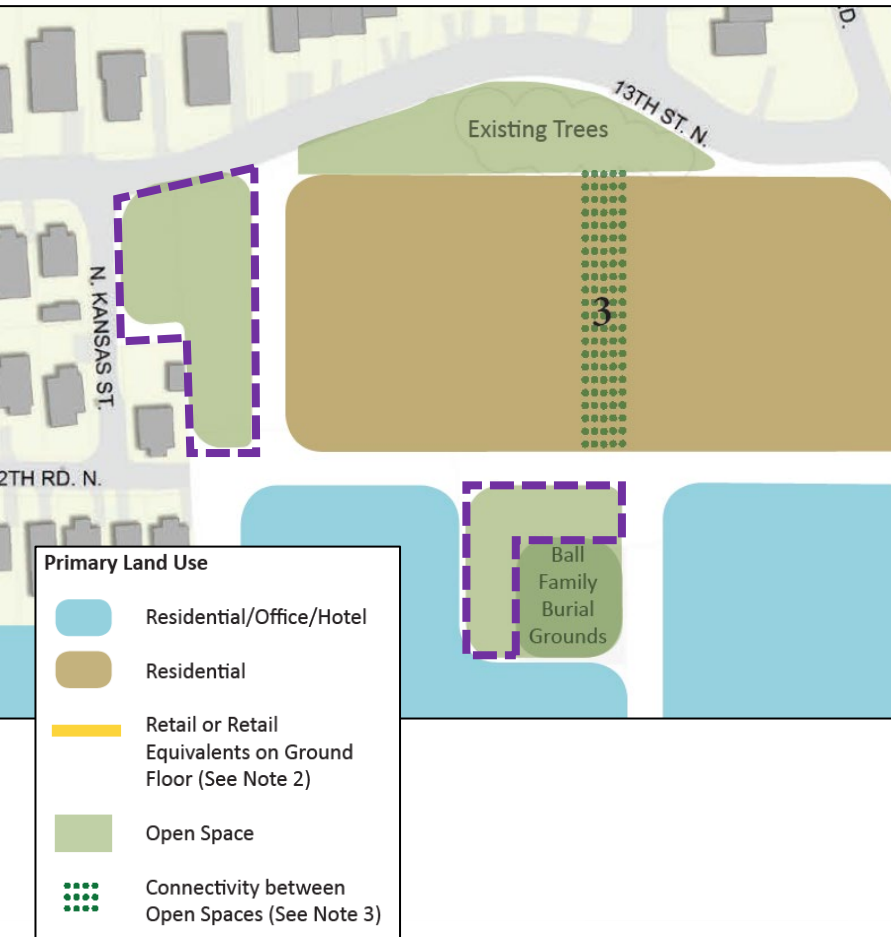 D.
13TH ST. N.
Existing Trees
N. KANSAS ST.
3
2TH RD. N.
Ball
Family
Burial
Grounds
Primary Land Use
Residential/Office/Hotel
Residential
Retail or Retail
Equivalents on Ground
Floor (See Note 2)
Open Space
Connectivity between
Open Spaces (See Note 3)